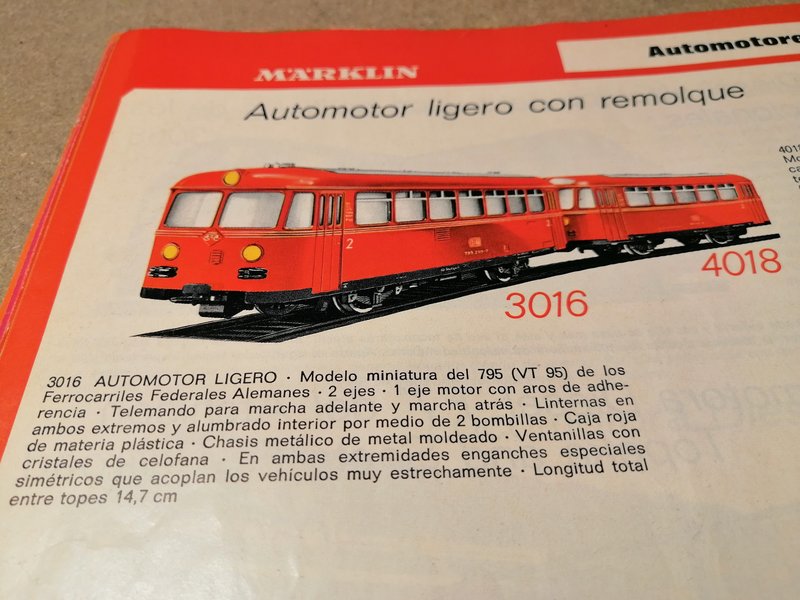 MÄRKLIN
Automotor
Automotor ligero con remolque
4018
2
3016
4018
3016 AUTOMOTOR LIGERO · Modelo miniatura del 795 (VT 95) de los
Ferrocarriles Federales Alemanes · 2 ejes · 1 eje motor con aros de adhe-
rencia · Telemando para marcha adelante y marcha atrás · Linternas en
ambos extremos y alumbrado interior por medio de 2 bombillas · Caja roja
de materia plástica · Chasis metálico de metal moldeado · Ventanillas con
cristales de celofana · En ambas extremidades enganches especiales
simétricos que acoplan los vehículos muy estrechamente · Longitud total
entre topes 14,7 cm